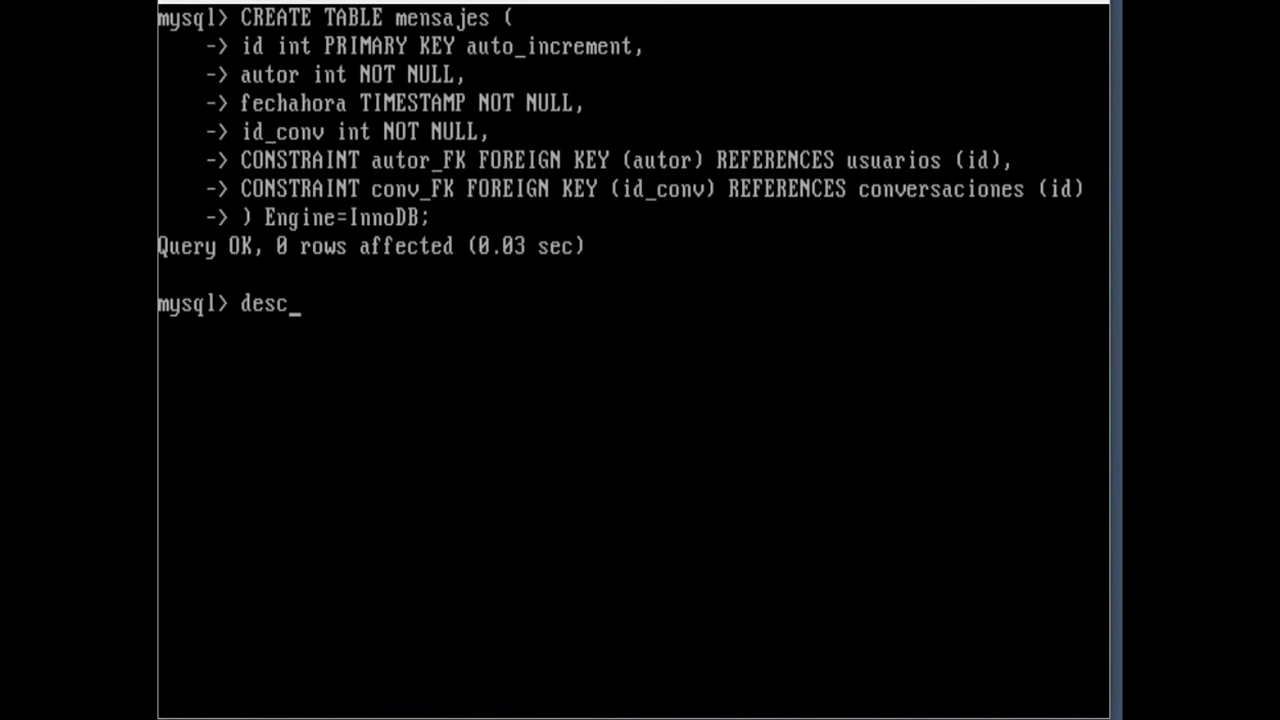 mysql> CREATE TABLE mensajes (
    -> id int PRIMARY KEY auto_increment,
    -> autor int NOT NULL,
    -> fechahora TIMESTAMP NOT NULL,
    -> id_conv int NOT NULL,
    -> CONSTRAINT autor_FK FOREIGN KEY (autor) REFERENCES usuarios (id),
    -> CONSTRAINT conv_FK FOREIGN KEY (id_conv) REFERENCES conversaciones (id)
    -> ) Engine=InnoDB;
Query OK, 0 rows affected (0.03 sec)
mysql> desc_